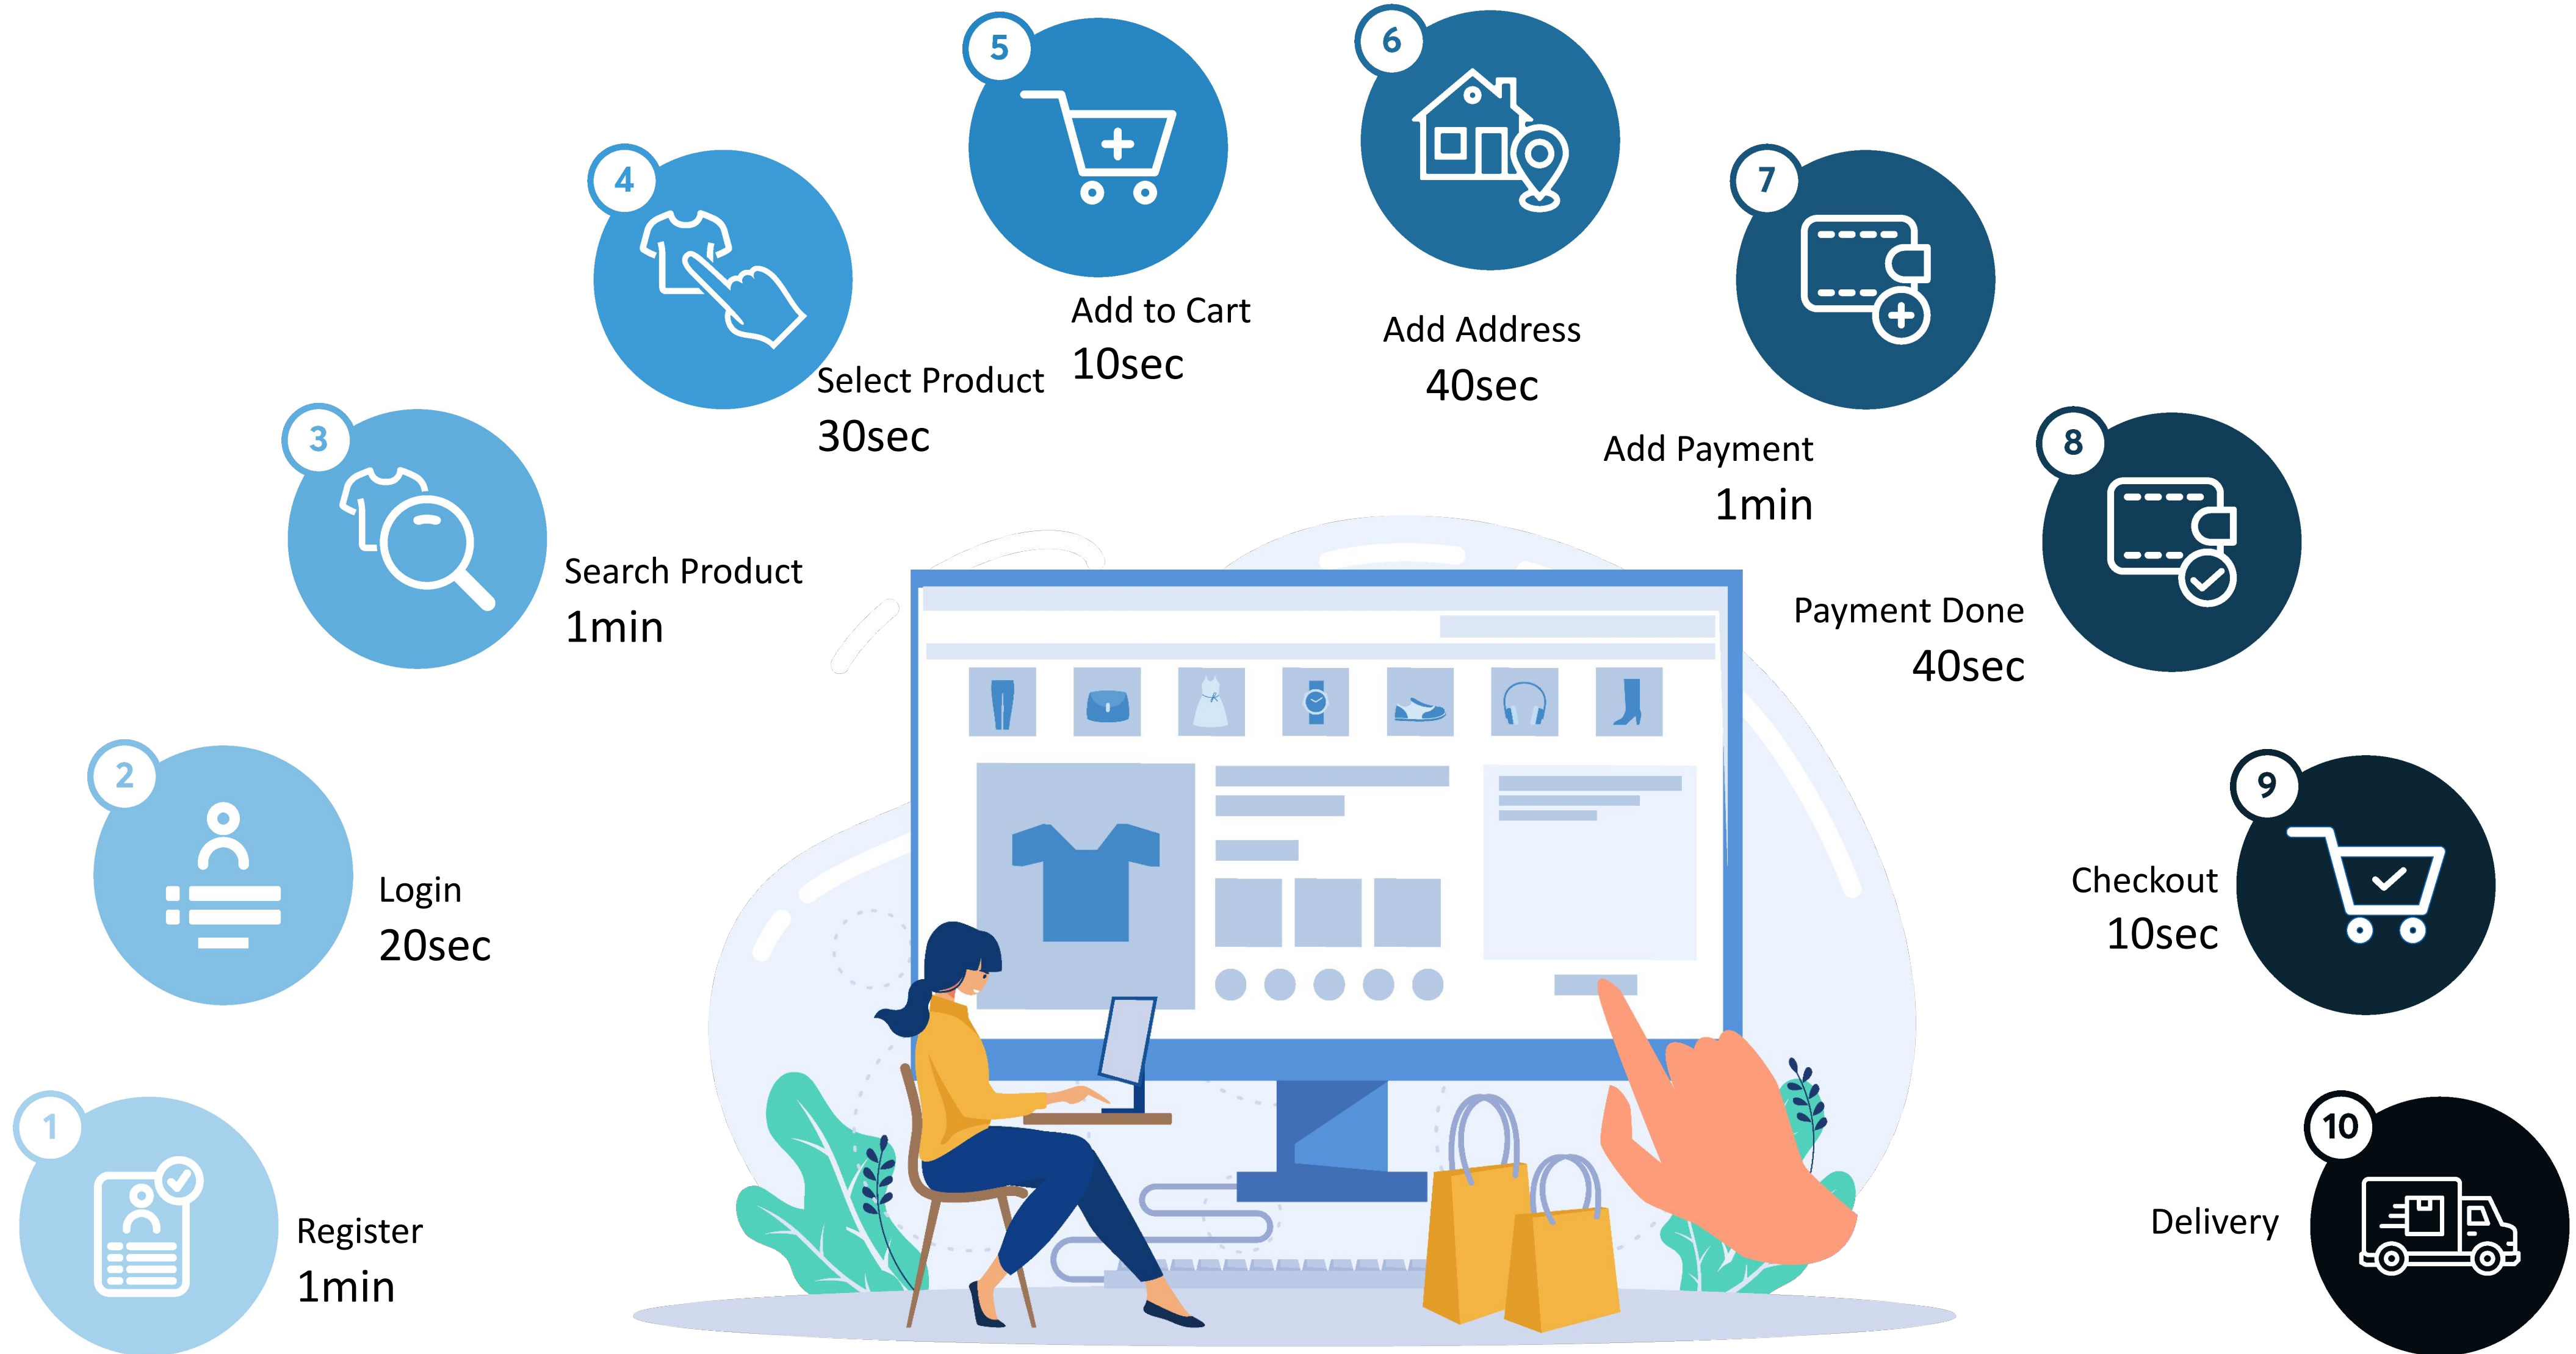 1
Register
1min
2
Login
20sec
3
Search Product
1min
4
Select Product
30sec
5
Add to Cart
10sec
6
Add Address
40sec
7
Add Payment
1min
8
Payment Done
40sec
9
Checkout
10sec
10
Delivery